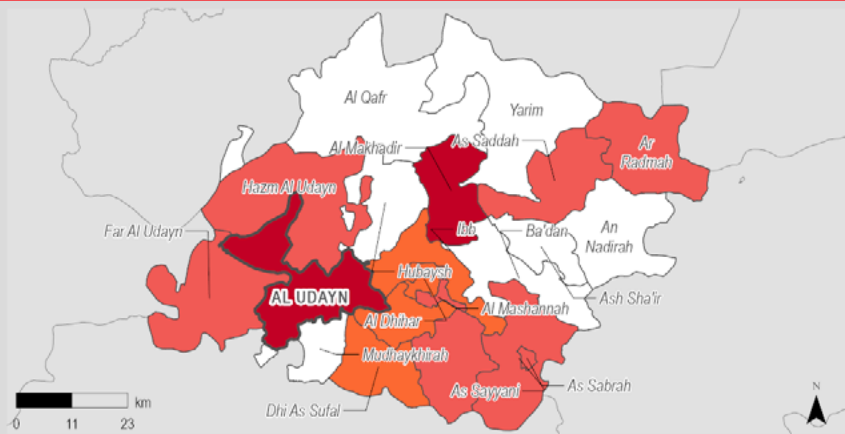 Al Qafr
Yarim
Al Makhadir
As Saddah
Ar
Radmah
Hazm Al Udayn
Far Al Udayn
Ibb
Ba'dan
An
Nadirah
Hubaysh
AL UDAYN
Ash Sha'ir
Al Mashannah
Al Dhihar
Mudhaykhirah
As Sayyani
As Sabrah
Dhi As Sufal
km
0 11 23
N